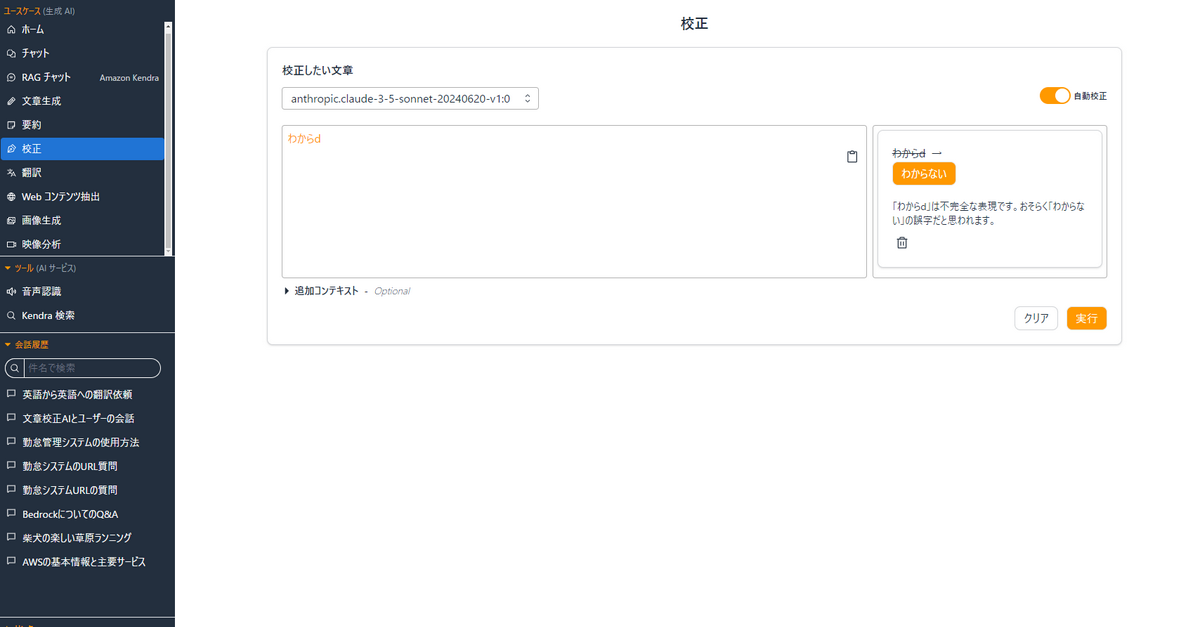 ユースケース (生成 AI)
ホーム
チャット
RAG チャット Amazon Kendra
文章生成
要約
校正
翻訳
Web コンテンツ抽出
画像生成
映像分析
ツール (AI サービス)
音声認識
Kendra 検索
会話履歴
件名で検索
英語から英語への翻訳依頼
文章校正AIとユーザーの会話
勤怠管理システムの使用方法
勤怠システムのURL質問
勤怠システムURLの質問
BedrockについてのQ&A
柴犬の楽しい草原ランニング
AWSの基本情報と主要サービス
校正
校正したい文章
anthropic.claude-3-5-sonnet-20240620-v1:0
自動校正
わからd
わからd →
わからない
「わからd」は不完全な表現です。おそらく「わからな
い」の誤字だと思われます。
追加コンテキスト - Optional
クリア
実行